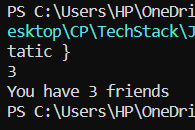 PS C:\Users\HP\OneDri
esktop\CP\TechStack\J
tatic }
3
You have 3 friends
PS C:\Users\HP\OneDri